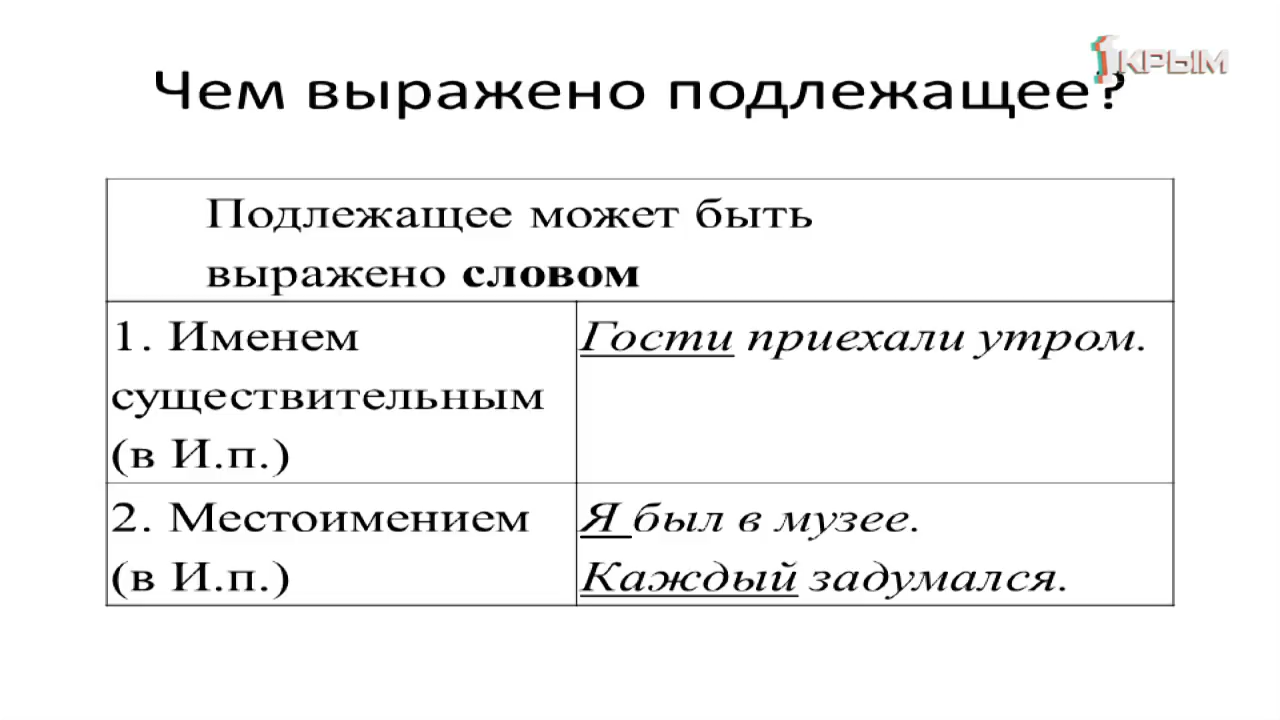 1КРЫМ
Чем выражено подлежащее?
Подлежащее может быть
выражено словом
1. Именем
существительным
(в И.п.)
Гости приехали утром.
2. Местоимением
(в И.п.)
Я был в музее.
Каждый задумался.